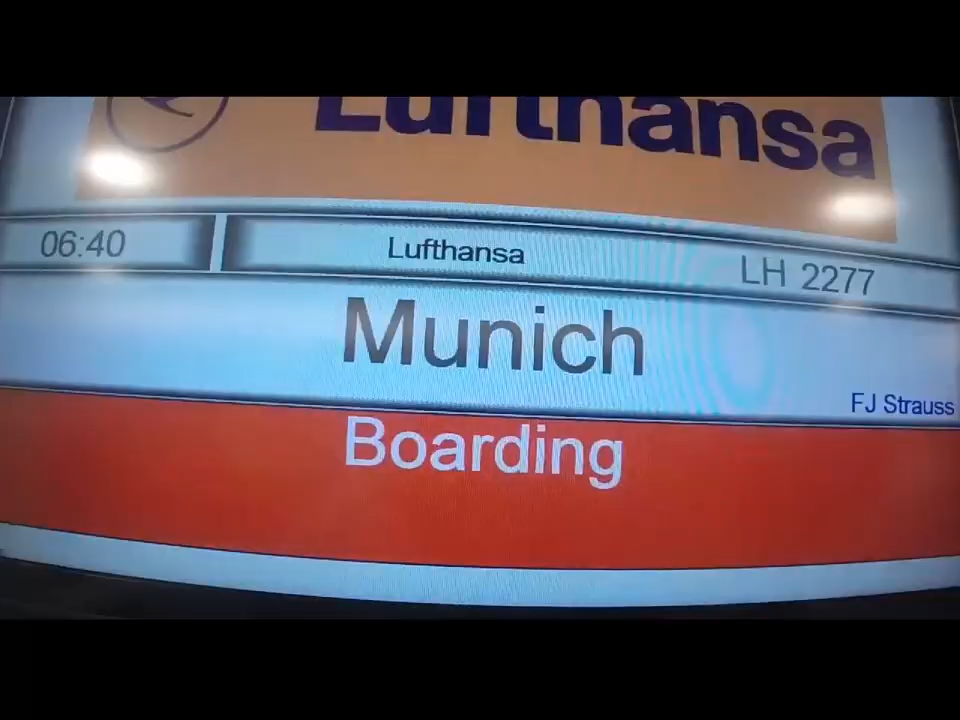 Lufthansa
06:40 Lufthansa LH 2277
Munich
FJ Strauss
Boarding